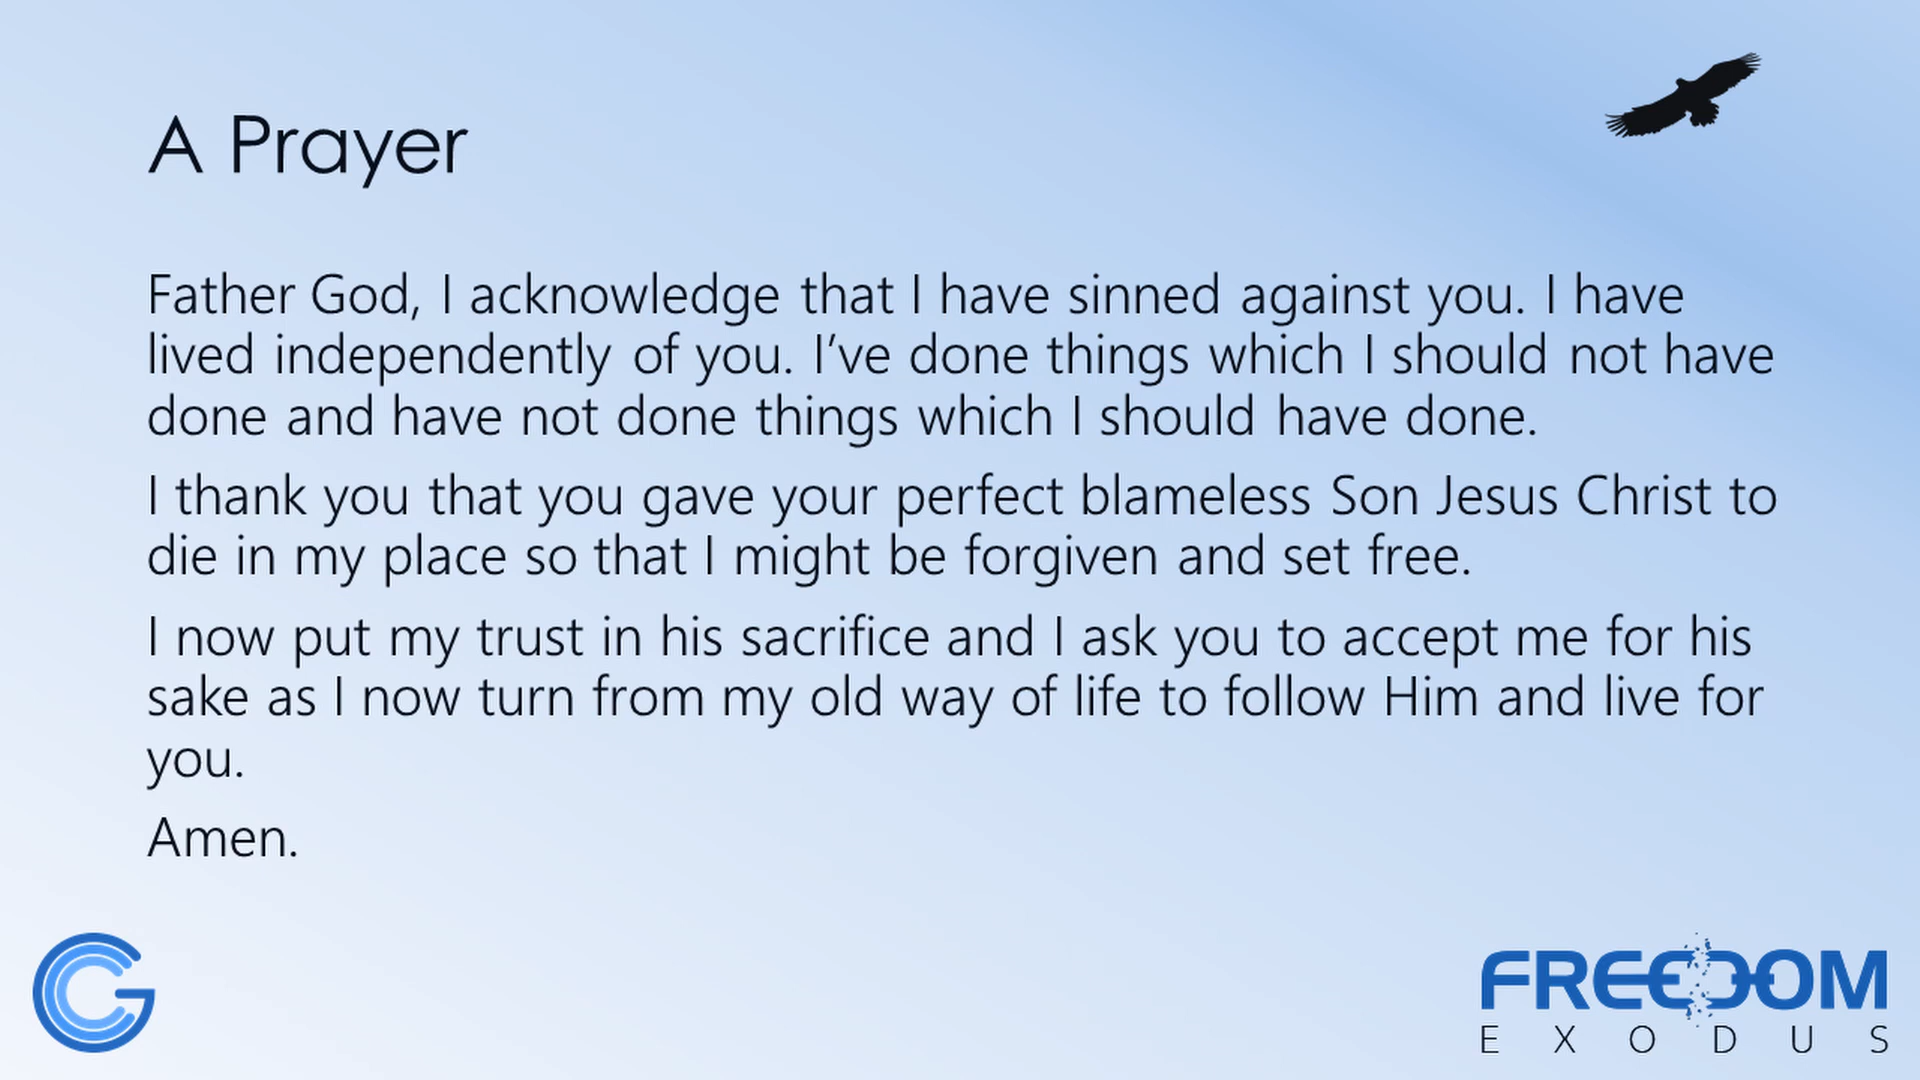 A Prayer
Father God, I acknowledge that I have sinned against you. I have
lived independently of you. I’ve done things which I should not have
done and have not done things which I should have done.
I thank you that you gave your perfect blameless Son Jesus Christ to
die in my place so that I might be forgiven and set free.
I now put my trust in his sacrifice and I ask you to accept me for his
sake as I now turn from my old way of life to follow Him and live for
you.
Amen.
FREEDOM
EXODUS